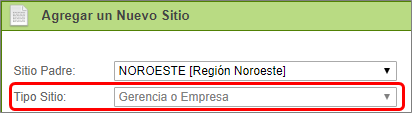 Agregar un Nuevo Sitio
Sitio Padre: NOROESTE [Región Noroeste]
Tipo Sitio: Gerencia o Empresa